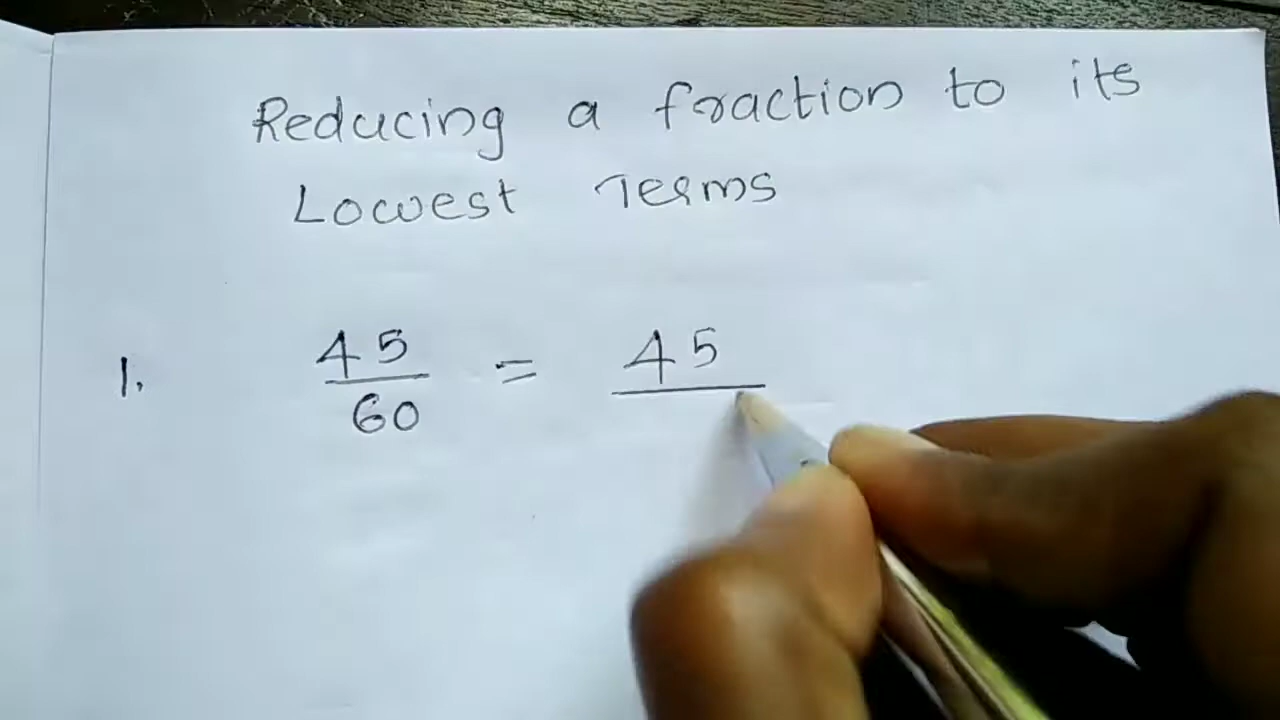 Reducing a fraction to its
Lowest Terms
1. 45/60 = 45